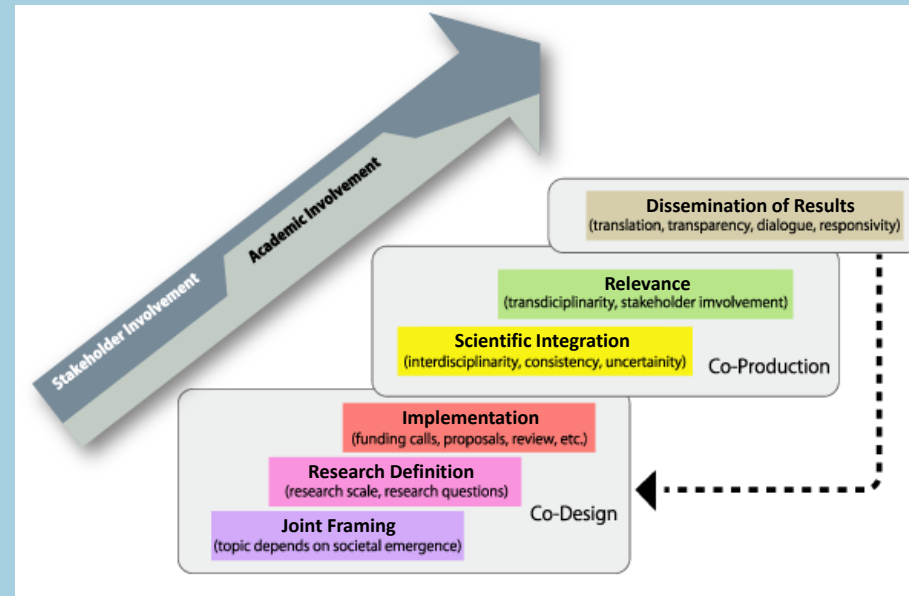 Stakeholder Involvement
Academic Involvement
Dissemination of Results
(translation, transparency, dialogue, responsivity)
Relevance
(transdiciplinarity, stakeholder imvolvement)
Scientific Integration
(interdisciplinarity, consistency, uncertainity)
Co-Production
Implementation
(funding calls, proposals, review, etc.)
Research Definition
(research scale, research questions)
Co-Design
Joint Framing
(topic depends on societal emergence)